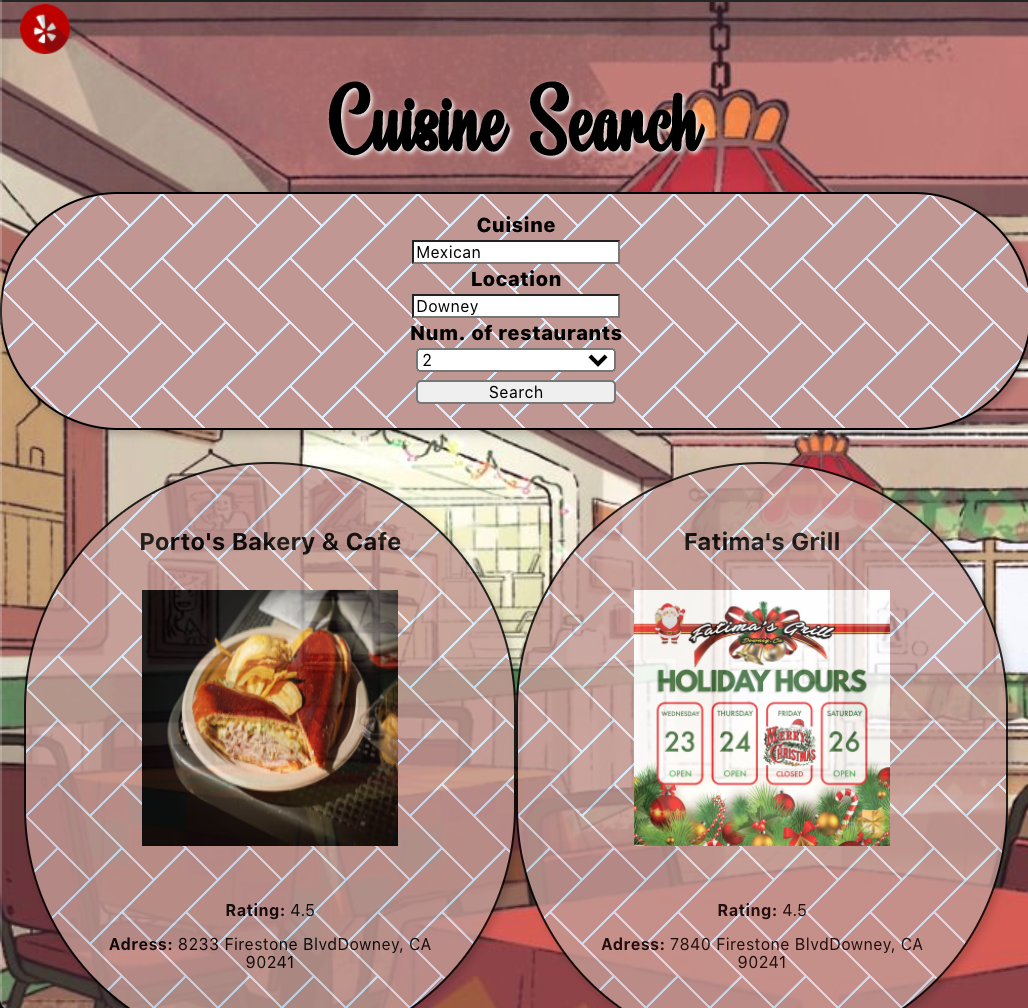 Cuisine Search
Cuisine
Mexican
Location
Downey
Num. of restaurants
2
Search
Porto's Bakery & Cafe
Fatima's Grill
Fatima's Grill
Downey, Ca
HOLIDAY HOURS
WEDNESDAY THURSDAY FRIDAY SATURDAY
23 24 MERRY CHRISTMAS 26
OPEN OPEN CLOSED OPEN
Rating: 4.5
Adress: 8233 Firestone BlvdDowney, CA
90241
Rating: 4.5
Adress: 7840 Firestone BlvdDowney, CA
90241